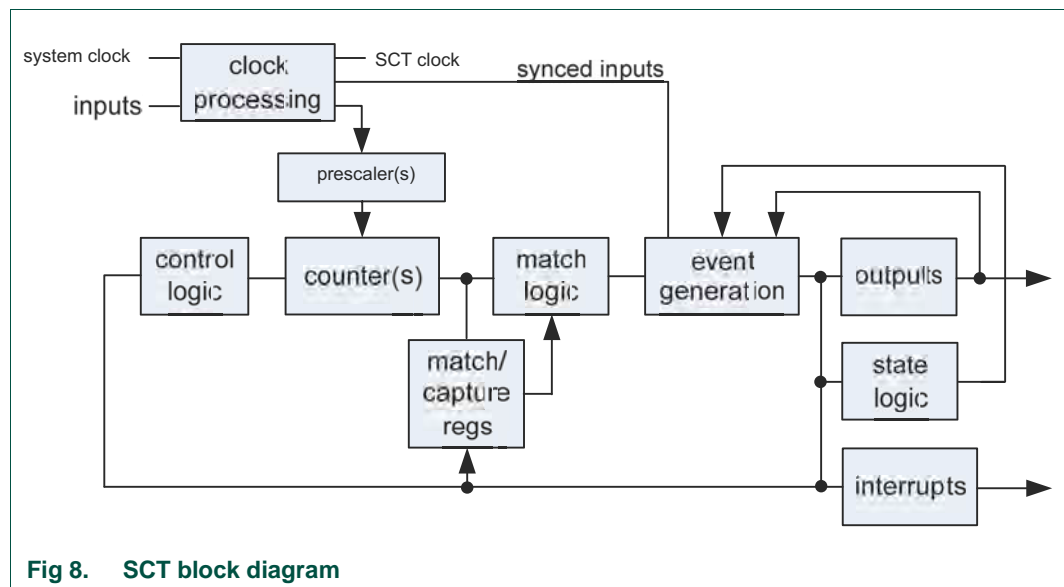 system clock
inputs
clock
processing
SCT clock
synced inputs
prescaler(s)
control
logic
counter(s)
match
logic
event
generation
outputs
match/
capture
regs
state
logic
interrupts
Fig 8. SCT block diagram